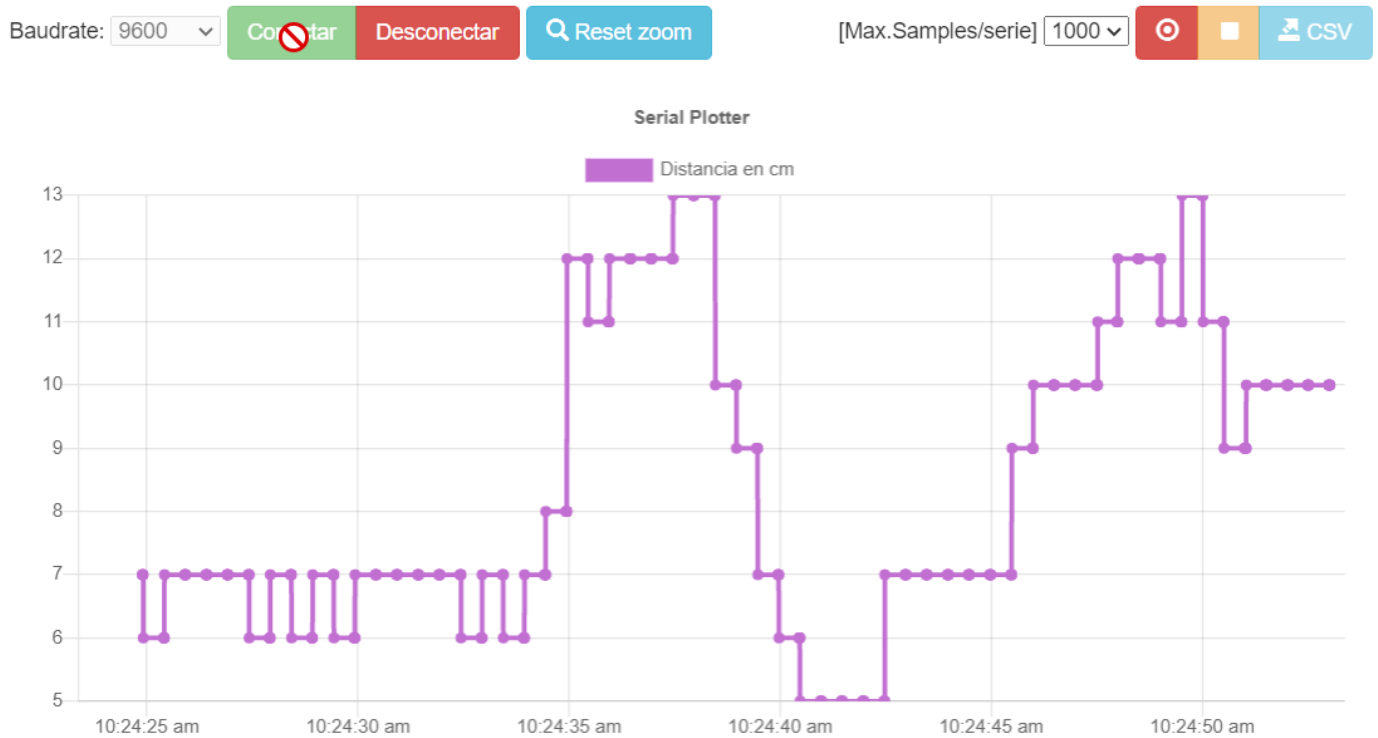 Baudrate: 9600 Conectar Desconectar Reset zoom [Max.Samples/serie] 1000 CSV
Serial Plotter
Distancia en cm
13
12
11
10
9
8
7
6
5
10:24:25 am 10:24:30 am 10:24:35 am 10:24:40 am 10:24:45 am 10:24:50 am